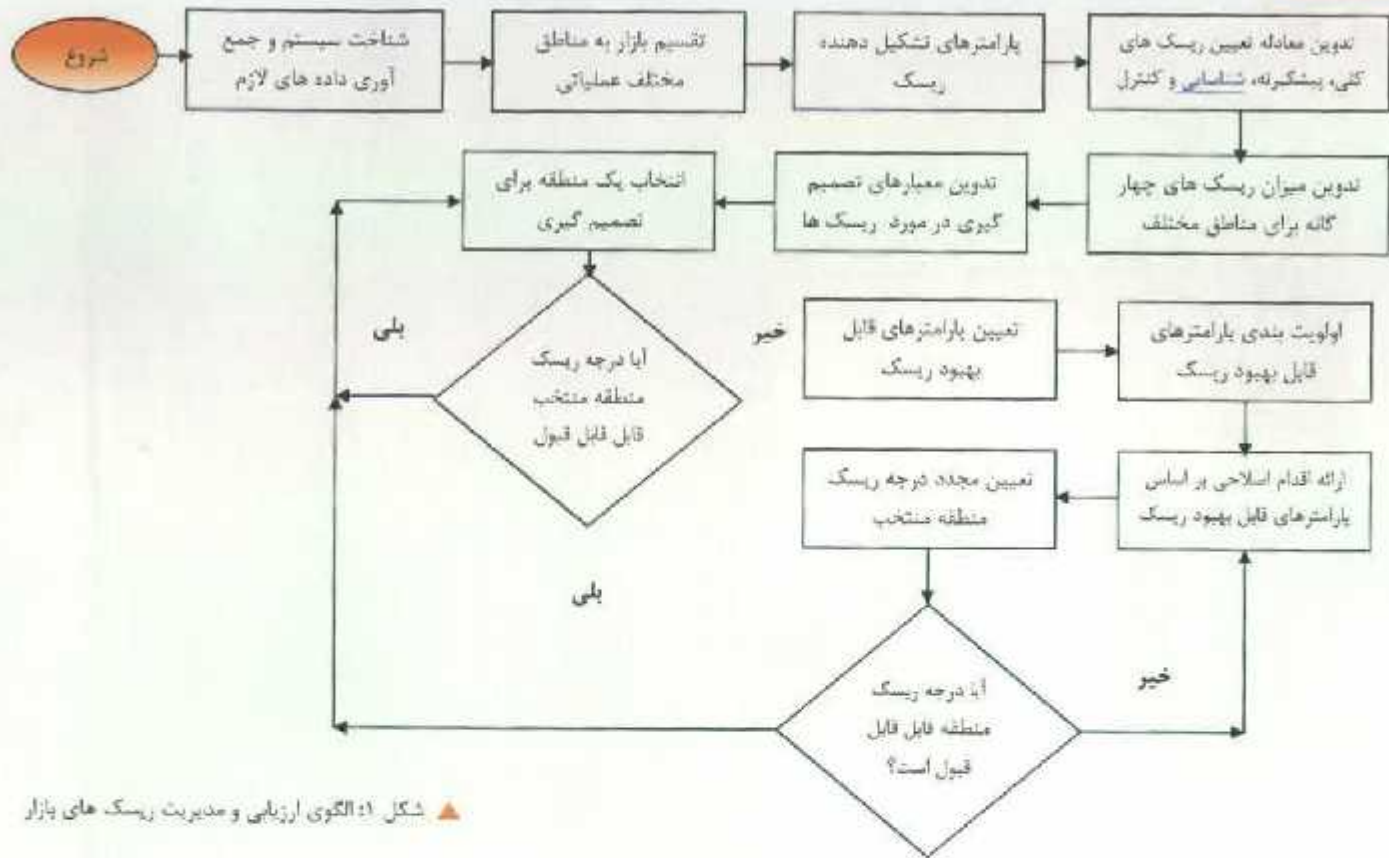 شروع
شناخت سیستم و جمع
آوری داده های لازم
تقسیم بازار به مناطق
مختلف عملیاتی
پارامترهای تشکیل دهنده
ریسک
تدوین معادله تعیین ریسک های
کلی، پیشگیرنه، شناسایی و کنترل
تدوین میزان ریسک های چهار
گانه برای مناطق مختلف
تدوین معیارهای تصمیم
گیری در مورد ریسک ها
انتخاب یک منطقه برای
تصمیم گیری
آیا درجه ریسک
منطقه منتخب
قابل قابل قبول
بلی
خیر
تعیین پارامترهای قابل
بهبود ریسک
اولویت بندی پارامترهای
قابل بهبود ریسک
ارائه اقدام اصلاحی بر اساس
پارامترهای قابل بهبود ریسک
تعیین مجدد درجه ریسک
منطقه منتخب
بلی
آیا درجه ریسک
منطقه قابل قابل
قبول است؟
خیر
شکل ۱: الگوی ارزیابی و مدیریت ریسک های بازار